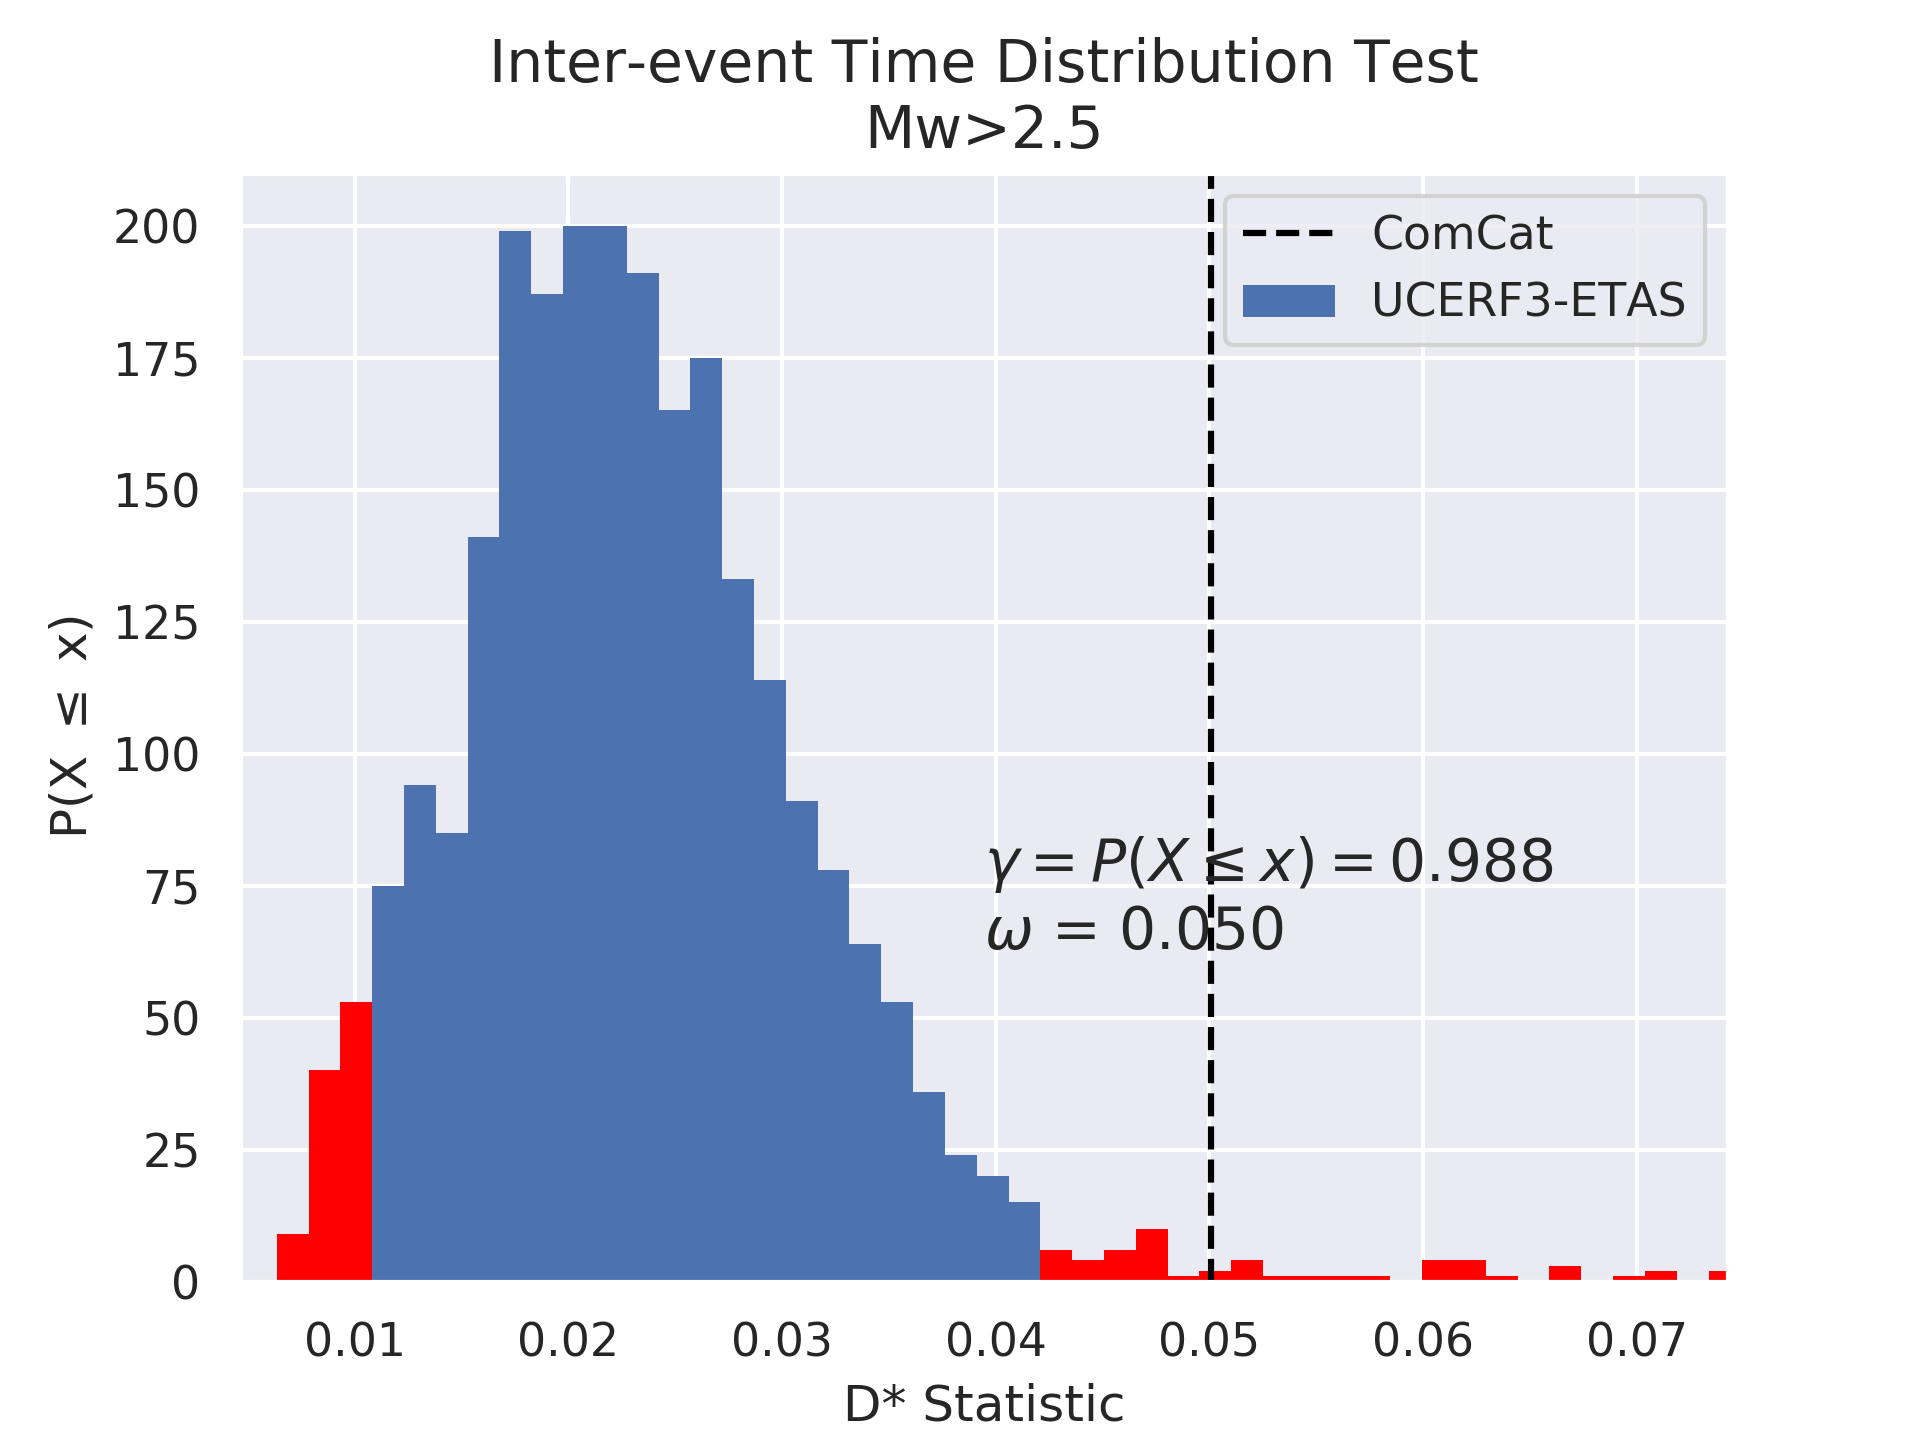 Inter-event Time Distribution Test
Mw>2.5
ComCat
UCERF3-ETAS
P(X ≤ x)
200
175
150
125
100
75
50
25
0
γ = P(X ≤ x) = 0.988
ω = 0.050
0.01 0.02 0.03 0.04 0.05 0.06 0.07
D* Statistic